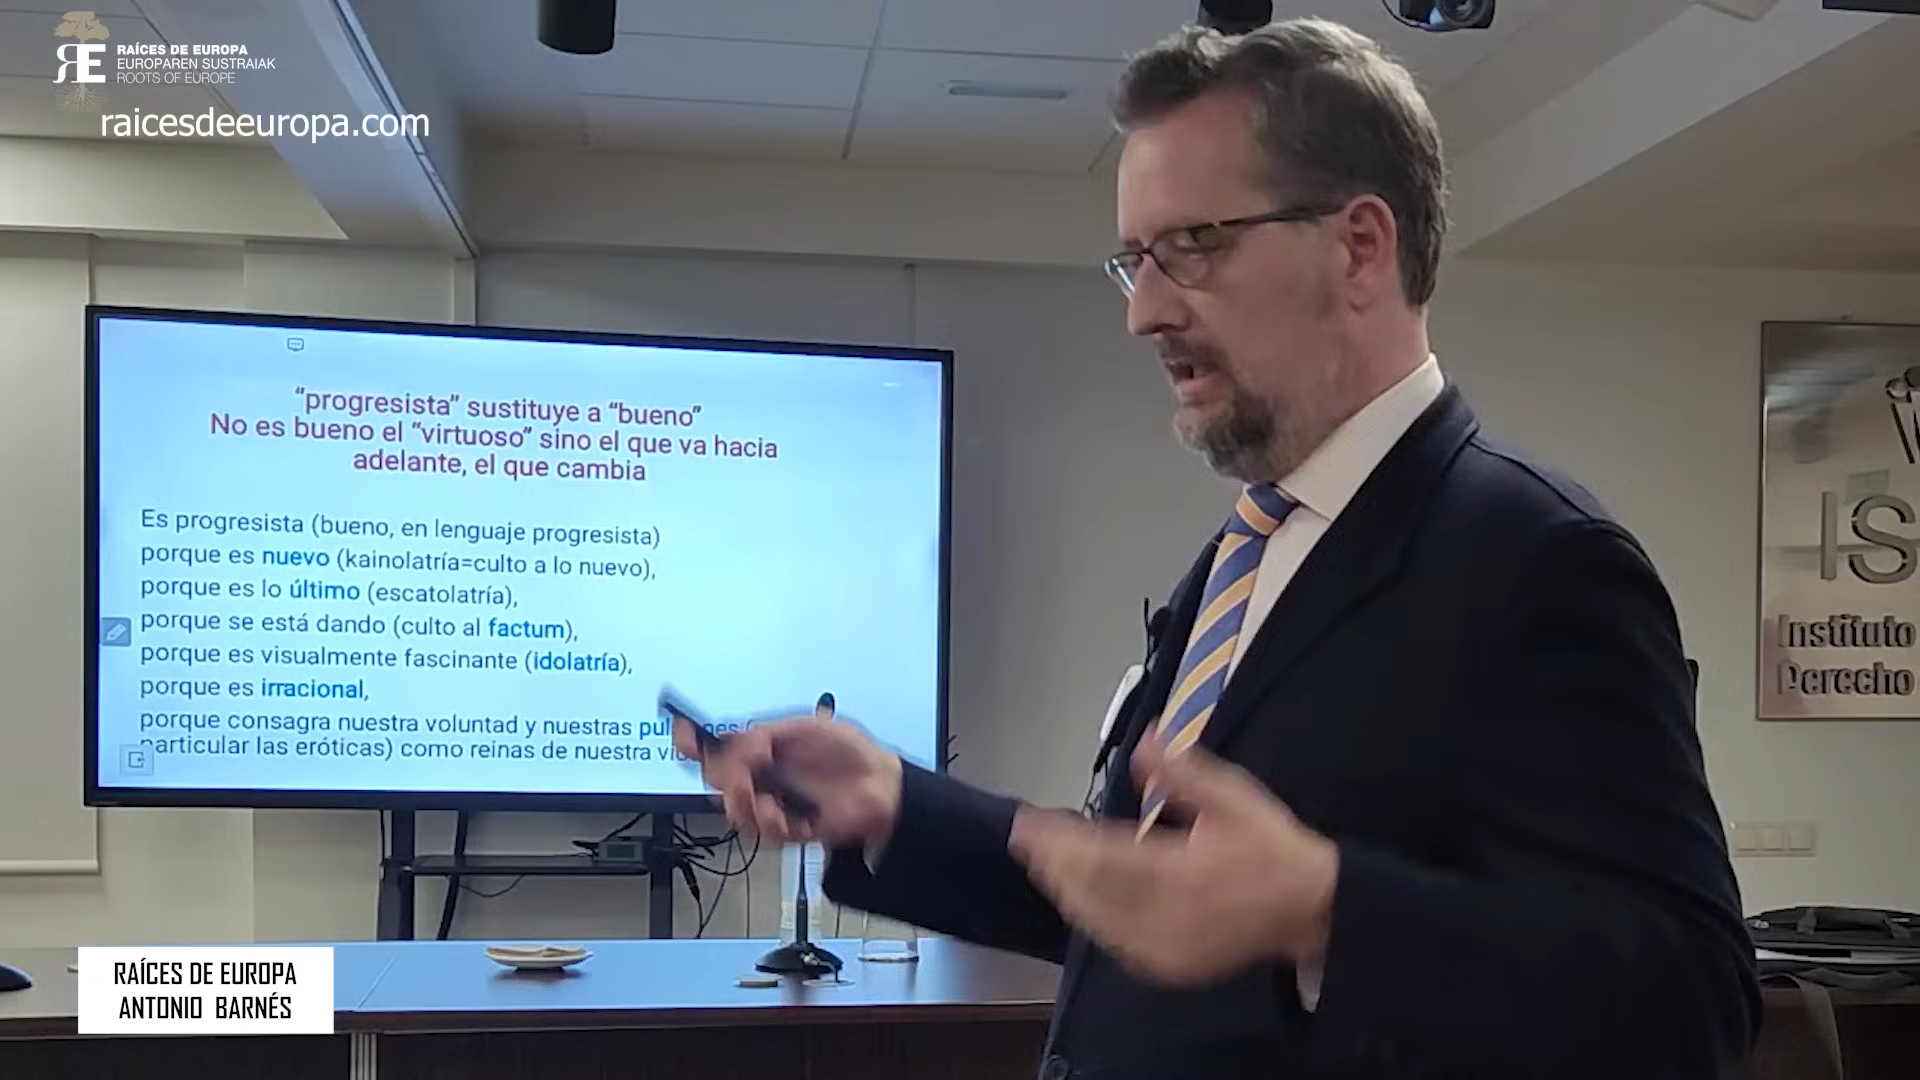 RAÍCES DE EUROPA
EUROPAREN SUSTRAIAK
ROOTS OF EUROPE
raicesdeeuropa.com
“progresista” sustituye a “bueno”
No es bueno el “virtuoso” sino el que va hacia
adelante, el que cambia
Es progresista (bueno, en lenguaje progresista)
porque es nuevo (kainolatría=culto a lo nuevo),
porque es lo último (escatolatría),
porque se está dando (culto al factum),
porque es visualmente fascinante (idolatría),
porque es irracional,
porque consagra nuestra voluntad y nuestras
particular las eróticas) como reinas de nuestra
IS
Instituto
Derecho
RAÍCES DE EUROPA
ANTONIO BARNÉS